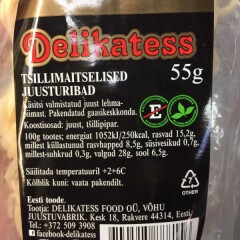 Delikatess
TSILLIMAITSELISED
JUUSTURIBAD
55g
Käsitsi valmistatud juust lehma-
piimast. Pakendatud gaasikeskkonda.
Koostisosad: juust, tšillipipar.
100g tootes; energiat 1052kJ/250kcal, rasvad 15,2g,
millest küllastunud rasvhapped 8,5g, süsivesikud 0,7g,
millest-suhkrud 0,3g, valgud 28g, sool 6,5g.
Säilitada temperatuuril +2+6C
Kõlblik kuni: vaata pakendilt.
Eesti toode.
Tootja: DELIKATESS FOOD OÜ, VÕHU
JUUSTUVABRIK. Kesk 18, Rakvere 44314, Eesti.
Tel.: +372 509 3908
facebook-delikatess
E
OTHER